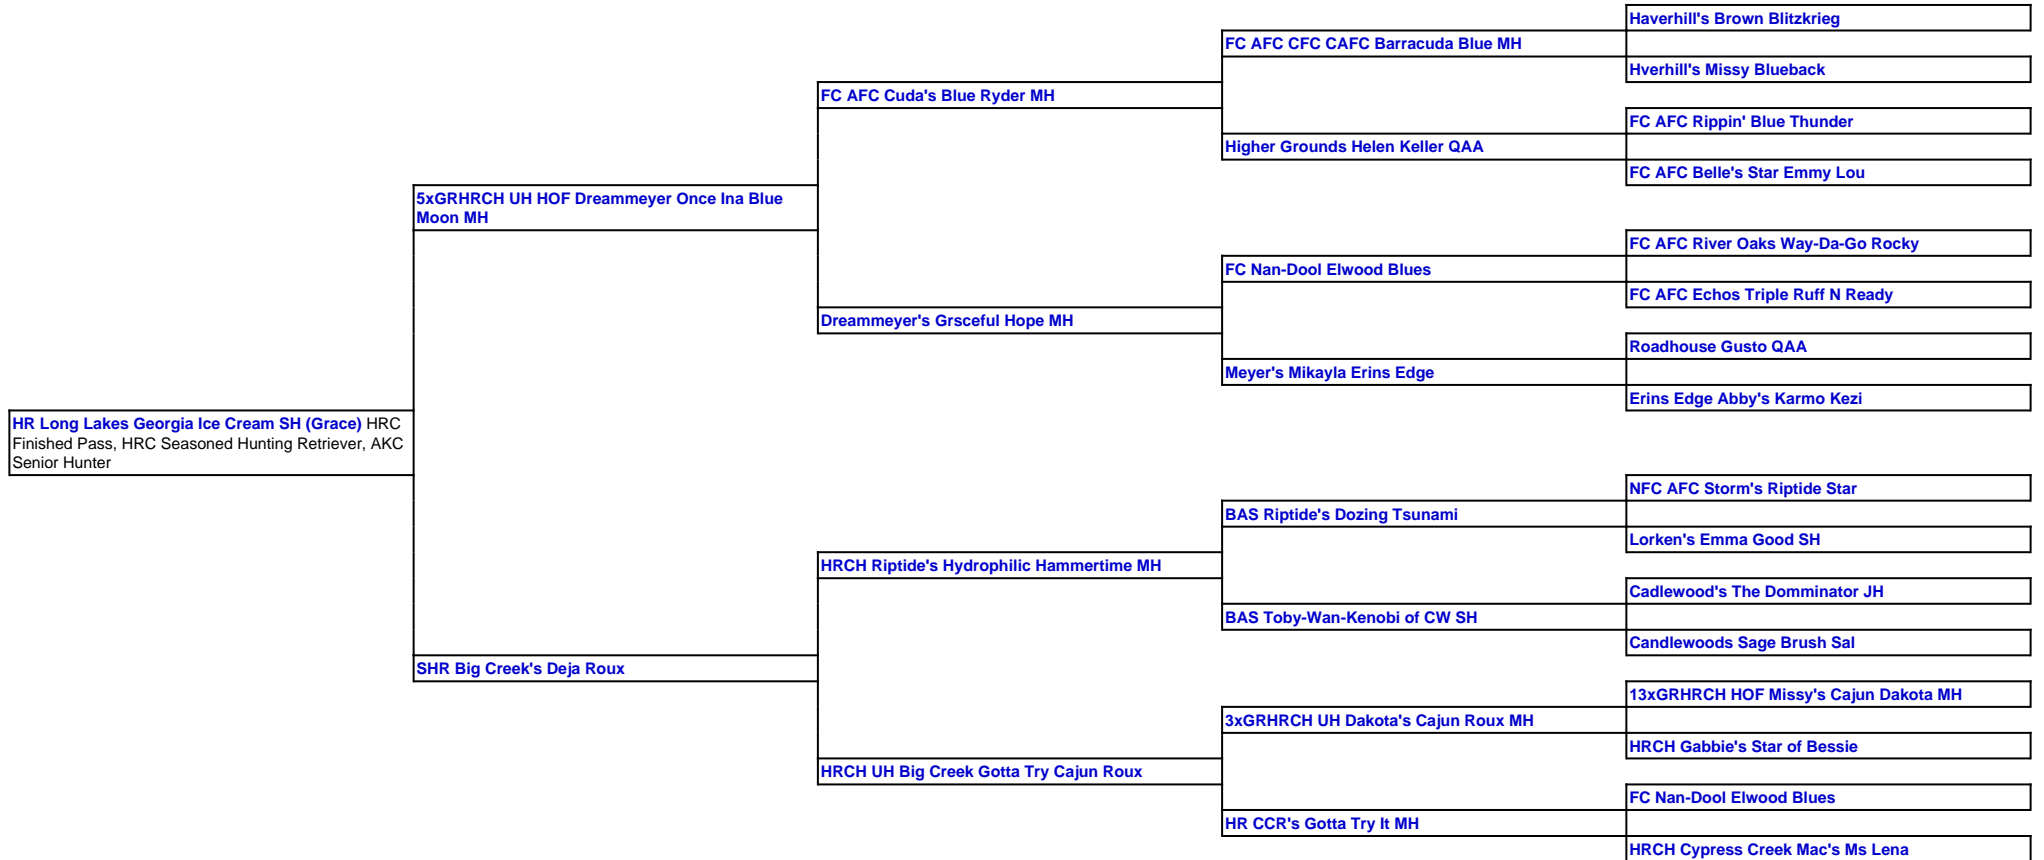 Haverhill's Brown Blitzkrieg
FC AFC CFC CAFC Barracuda Blue MH
Hverhill's Missy Blueback
FC AFC Cuda's Blue Ryder MH
FC AFC Rippin' Blue Thunder
Higher Grounds Helen Keller QAA
FC AFC Belle's Star Emmy Lou
5xGRHRCH UH HOF Dreammeyer Once Ina Blue
Moon MH
FC AFC River Oaks Way-Da-Go Rocky
FC Nan-Dool Elwood Blues
FC AFC Echos Triple Ruff N Ready
Dreammeyer's Grsceful Hope MH
Roadhouse Gusto QAA
Meyer's Mikayla Erins Edge
Erins Edge Abby's Karmo Kezi
HR Long Lakes Georgia Ice Cream SH (Grace) HRC
Finished Pass, HRC Seasoned Hunting Retriever, AKC
Senior Hunter
NFC AFC Storm's Riptide Star
BAS Riptide's Dozing Tsunami
Lorken's Emma Good SH
HRCH Riptide's Hydrophilic Hammertime MH
Cadlewood's The Domminator JH
BAS Toby-Wan-Kenobi of CW SH
Candlewoods Sage Brush Sal
SHR Big Creek's Deja Roux
13xGRHRCH HOF Missy's Cajun Dakota MH
3xGRHRCH UH Dakota's Cajun Roux MH
HRCH Gabbie's Star of Bessie
HRCH UH Big Creek Gotta Try Cajun Roux
FC Nan-Dool Elwood Blues
HR CCR's Gotta Try It MH
HRCH Cypress Creek Mac's Ms Lena